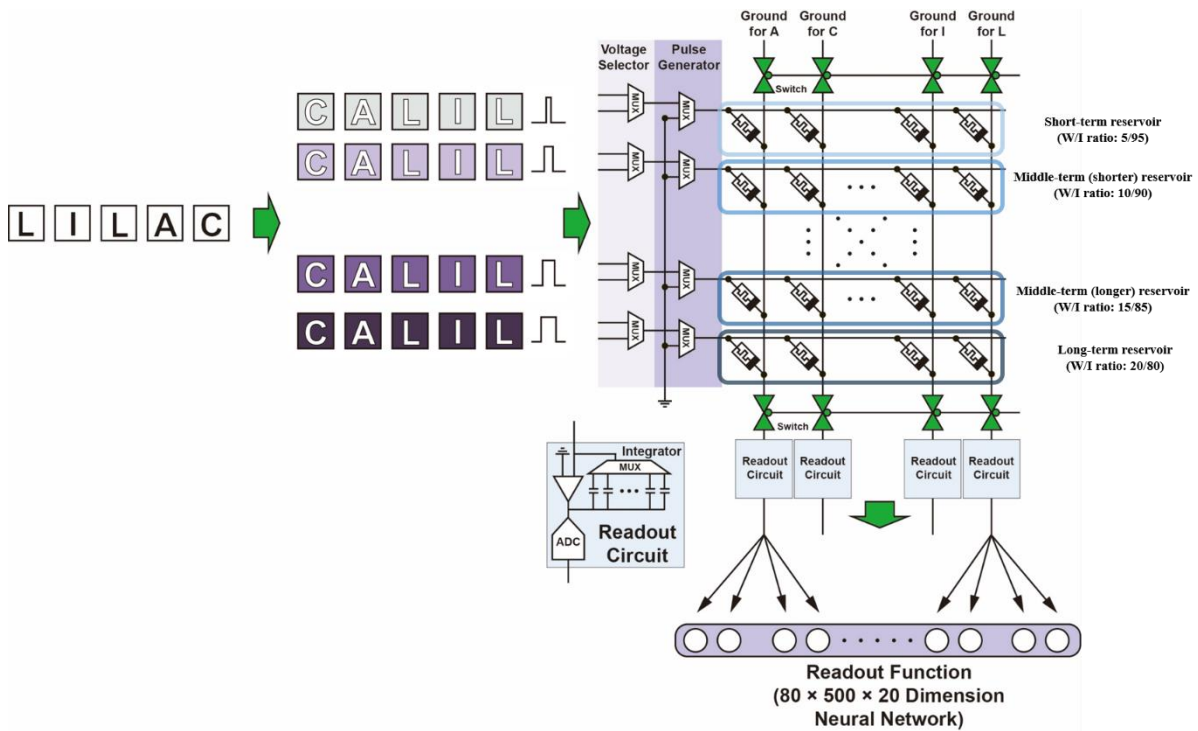 Ground for A
Ground for C
Ground for I
Ground for L
Voltage Selector
Pulse Generator
MUX
MUX
Switch
C A L I L
Short-term reservoir
(W/I ratio: 5/95)
MUX
MUX
C A L I L
Middle-term (shorter) reservoir
(W/I ratio: 10/90)
L I L A C
MUX
MUX
C A L I L
Middle-term (longer) reservoir
(W/I ratio: 15/85)
MUX
MUX
C A L I L
Long-term reservoir
(W/I ratio: 20/80)
Switch
Integrator
MUX
ADC
Readout
Circuit
Readout Circuit
Readout Circuit
Readout Circuit
Readout Circuit
Readout Function
(80 × 500 × 20 Dimension
Neural Network)